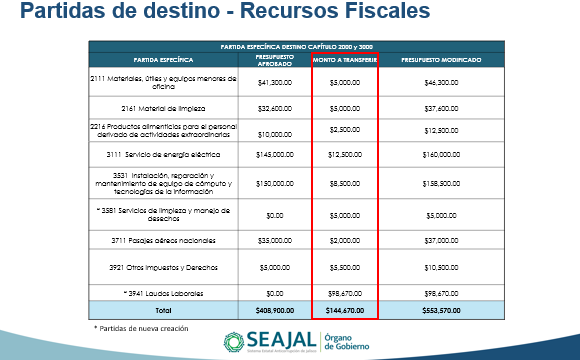 Partidas de destino - Recursos Fiscales
PARTIDA ESPECÍFICA DESTINO CAPÍTULO 2000 y 3000
PARTIDA ESPECÍFICA PRESUPUESTO APROBADO MONTO A TRANSFERIR PRESUPUESTO MODIFICADO
2111 Materiales, útiles y equipos menores de
oficina $41,300.00 $5,000.00 $46,300.00
2161 Material de limpieza $32,600.00 $5,000.00 $37,600.00
2216 Productos alimenticios para el personal
derivado de actividades extraordinarias $10,000.00 $2,500.00 $12,500.00
3111 Servicio de energía eléctrica $145,000.00 $12,500.00 $160,000.00
3531 Instalación, reparación y
mantenimiento de equipo de cómputo y
tecnologías de la información $150,000.00 $8,500.00 $158,500.00
* 3581 Servicios de limpieza y manejo de
desechos $0.00 $5,000.00 $5,000.00
3711 Pasajes aéreos nacionales $35,000.00 $2,000.00 $37,000.00
3921 Otros Impuestos y Derechos $5,000.00 $5,500.00 $10,500.00
* 3941 Laudos Laborales $0.00 $98,670.00 $98,670.00
Total $408,900.00 $144,670.00 $553,570.00
* Partidas de nueva creación
SEAJAL
Sistema Estatal Anticorrupción de Jalisco
Órgano
de Gobierno